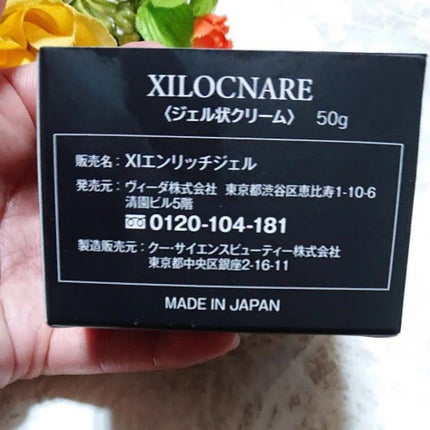 XILOCNARE
〈ジェル状クリーム〉 50g
販売名：XIエンリッチジェル
発売元：ヴィーダ株式会社 東京都渋谷区恵比寿1-10-6
清園ビル5階
0120-104-181
製造販売元：クー・サイエンスビューティー株式会社
東京都中央区銀座2-16-11
MADE IN JAPAN